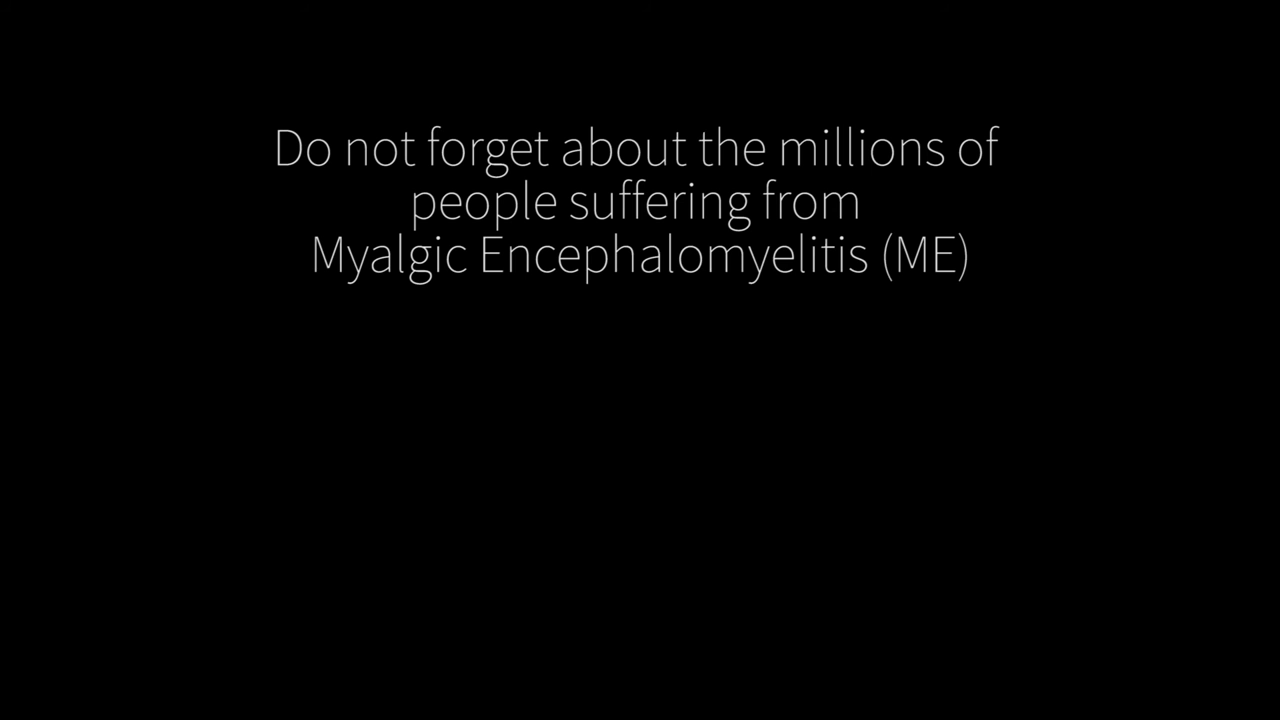 Do not forget about the millions of
people suffering from
Myalgic Encephalomyelitis (ME)